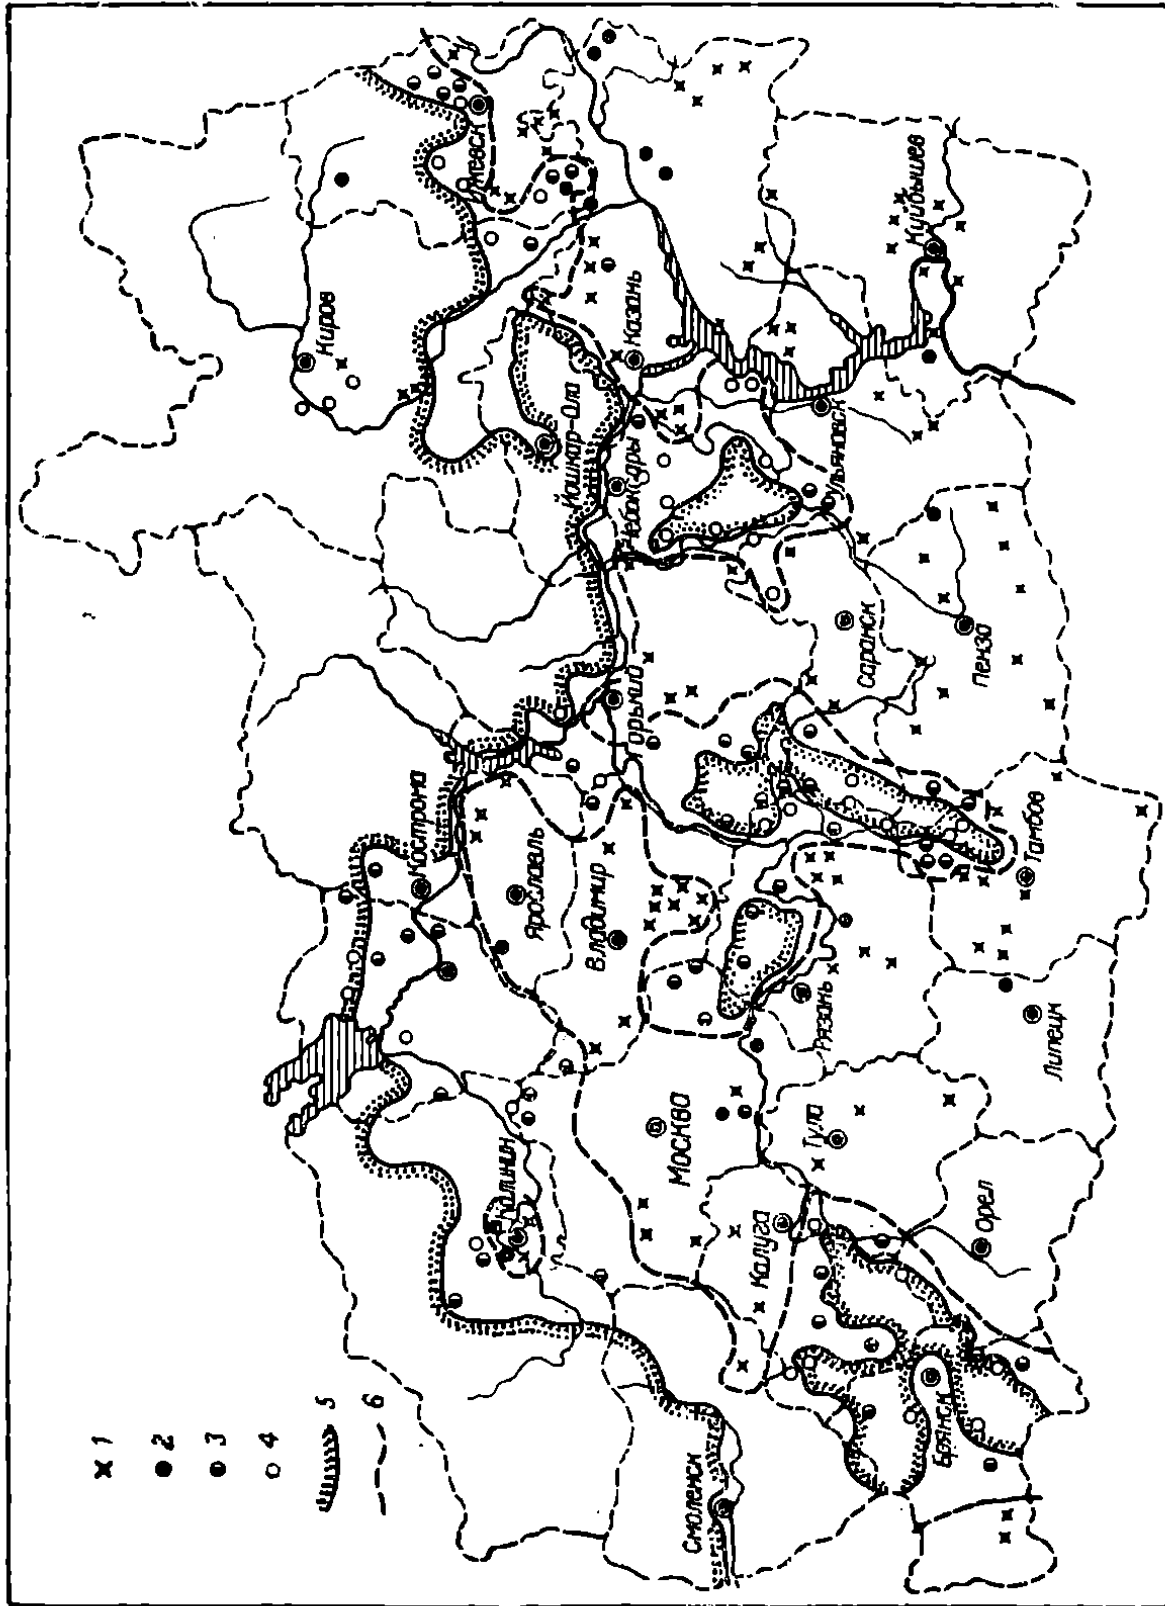 1
2
3
4
5
6
Киров
Ижевск
Йошкар-Ола
Казань
Чебоксары
Куйбышев
Ульяновск
Кострома
Ярославль
Горький
Владимир
Саранск
Пенза
Калинин
Москва
Рязань
Тамбов
Липецк
Тула
Калуга
Орел
Смоленск
Брянск